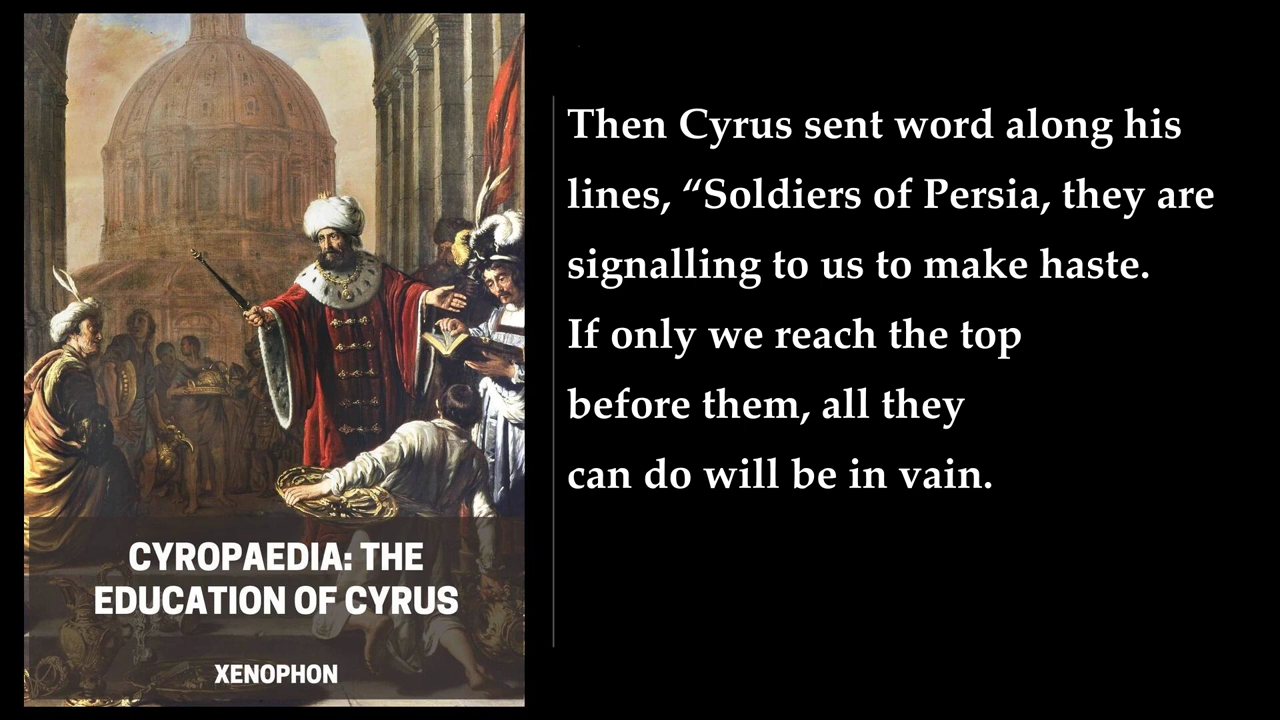 Then Cyrus sent word along his
lines, “Soldiers of Persia, they are
signalling to us to make haste.
If only we reach the top
before them, all they
can do will be in vain.
CYROPAEDIA: THE
EDUCATION OF CYRUS
XENOPHON